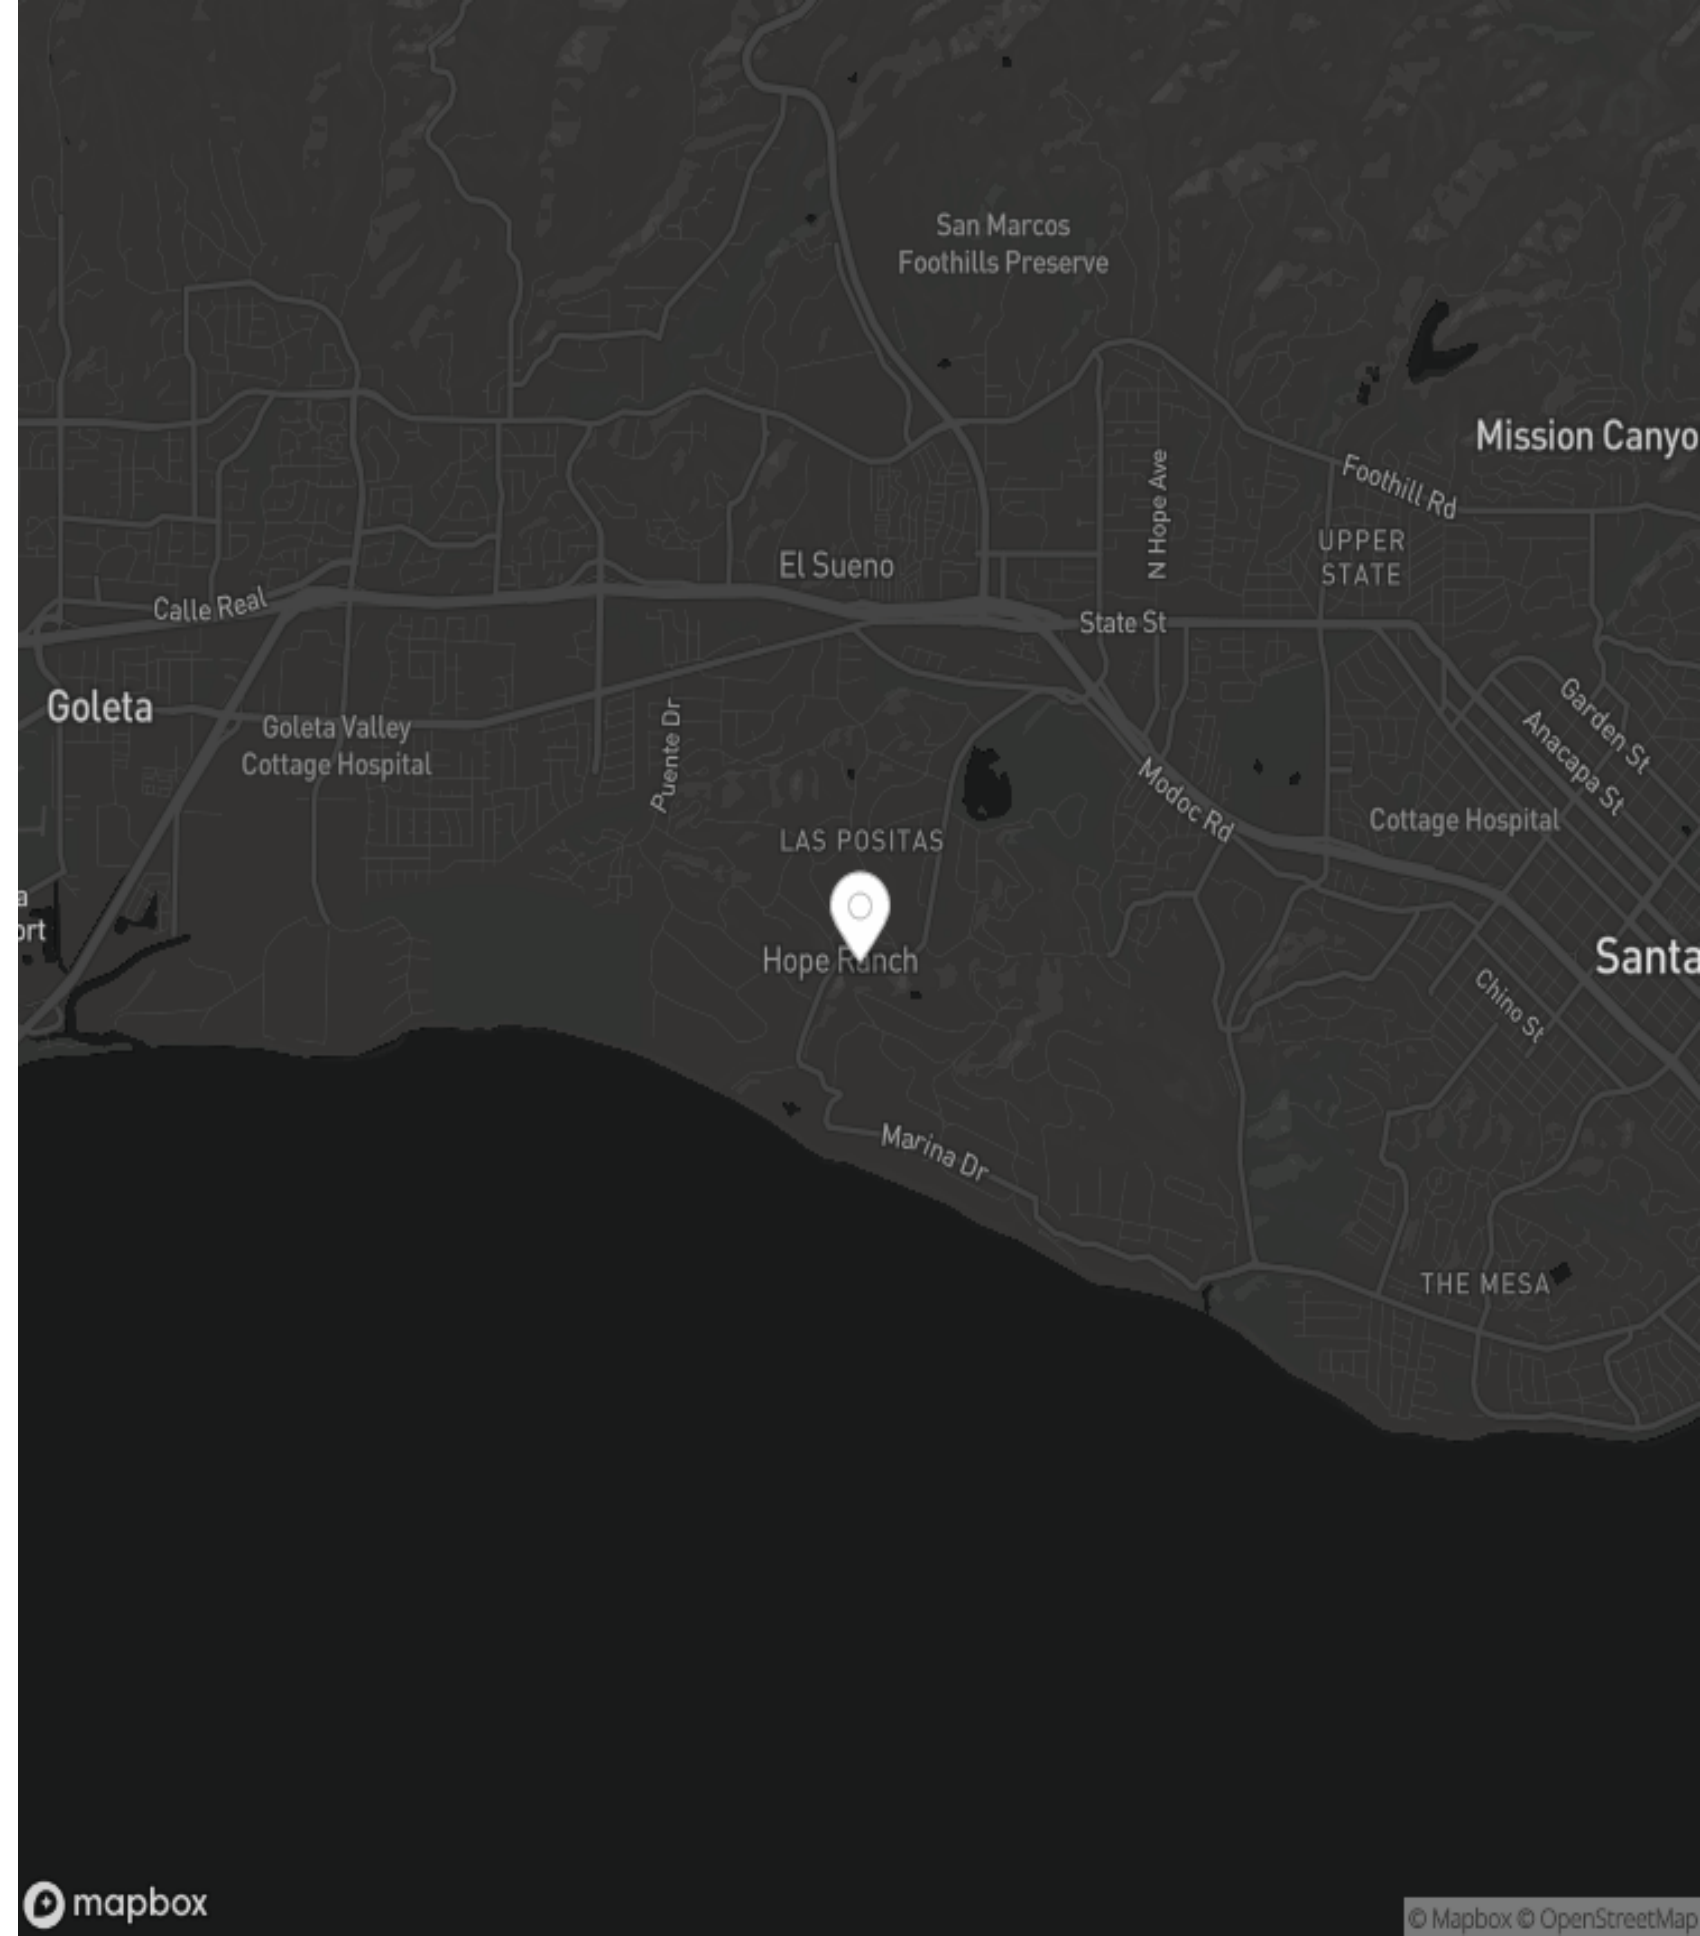 San Marcos
Foothills Preserve
Mission Canyo
Foothill Rd
N Hope Ave
UPPER
STATE
El Sueno
Calle Real
State St
Goleta
Garden St
Anacapa St
Goleta Valley
Cottage Hospital
Puente Dr
Modoc Rd
Cottage Hospital
LAS POSITAS
a
ort
Hope Ranch
Santa
Chino St
Marina Dr
THE MESA
mapbox
© Mapbox © OpenStreetMap